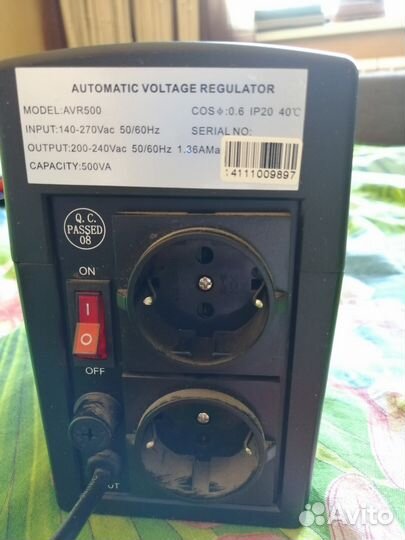 AUTOMATIC VOLTAGE REGULATOR
MODEL:AVR500 COSΦ:0.6 IP20 40℃
INPUT:140-270Vac 50/60Hz SERIAL NO:
OUTPUT:200-240Vac 50/60Hz 1.36AMa
CAPACITY:500VA
14111009897
Q.C.
PASSED
08
ON
I
O
OFF
Avito